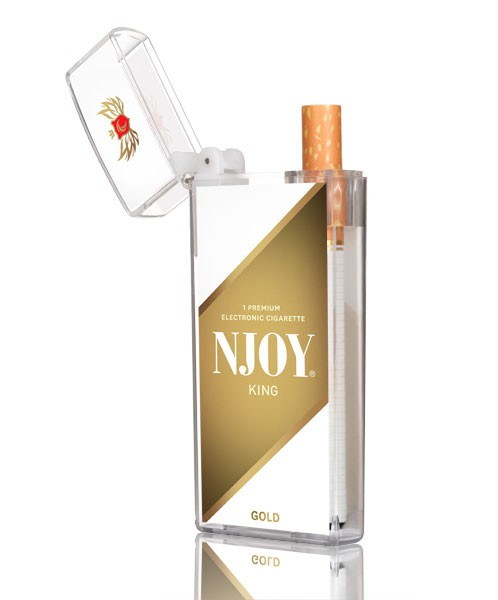 1 PREMIUM
ELECTRONIC CIGARETTE
NJOY®
KING
GOLD